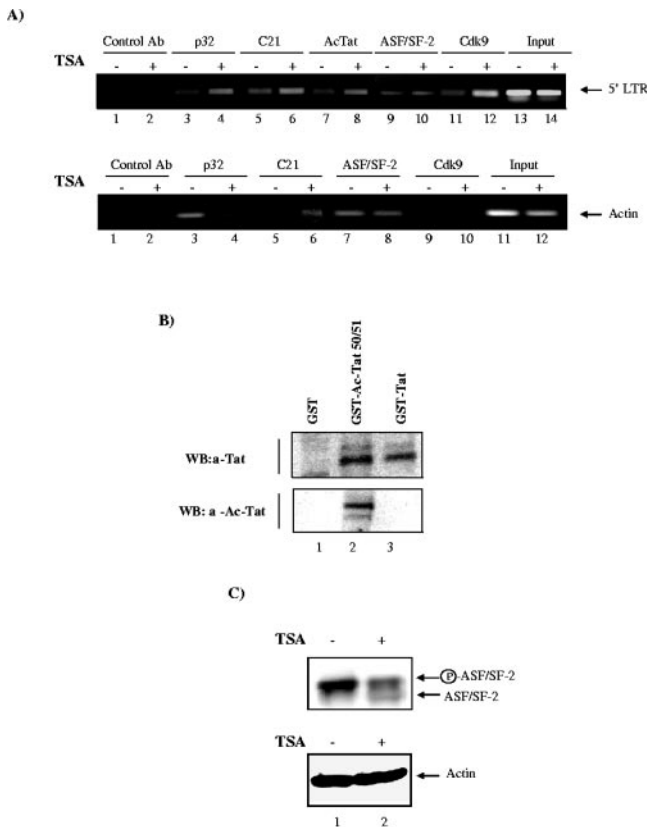 A)
Control Ab p32 C21 AcTat ASF/SF-2 Cdk9 Input
TSA - + - + - + - + - + - + - +
5' LTR
1 2 3 4 5 6 7 8 9 10 11 12 13 14
Control Ab p32 C21 ASF/SF-2 Cdk9 Input
TSA - + - + - + - + - + - +
Actin
1 2 3 4 5 6 7 8 9 10 11 12
B)
GST GST-Ac-Tat 50/51 GST-Tat
WB:a-Tat
WB: a -Ac-Tat
1 2 3
C)
TSA - +
P-ASF/SF-2
ASF/SF-2
TSA - +
Actin
1 2